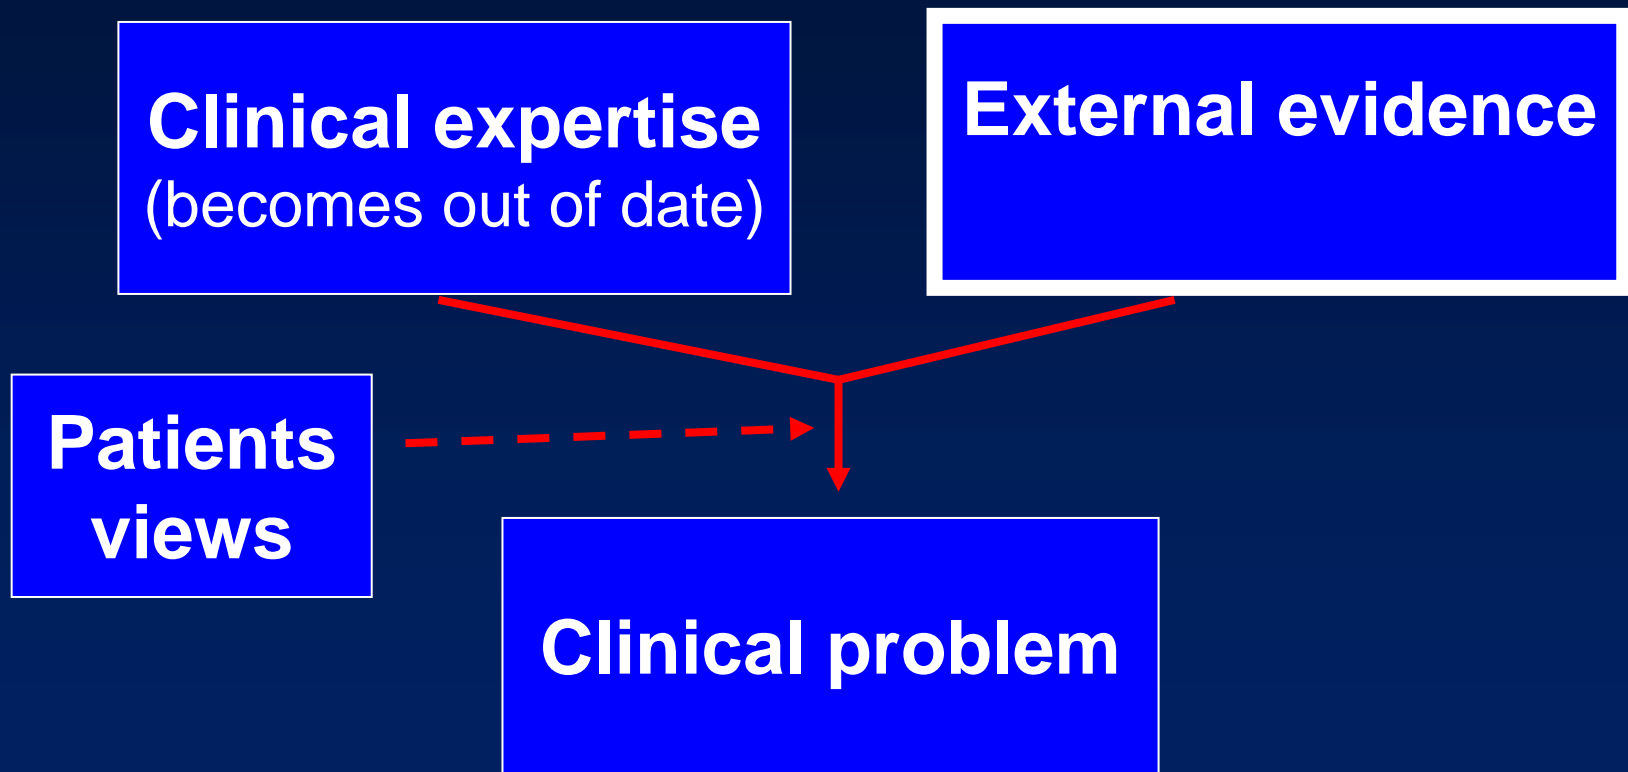 Clinical expertise
(becomes out of date)
External evidence
Patients
views
Clinical problem